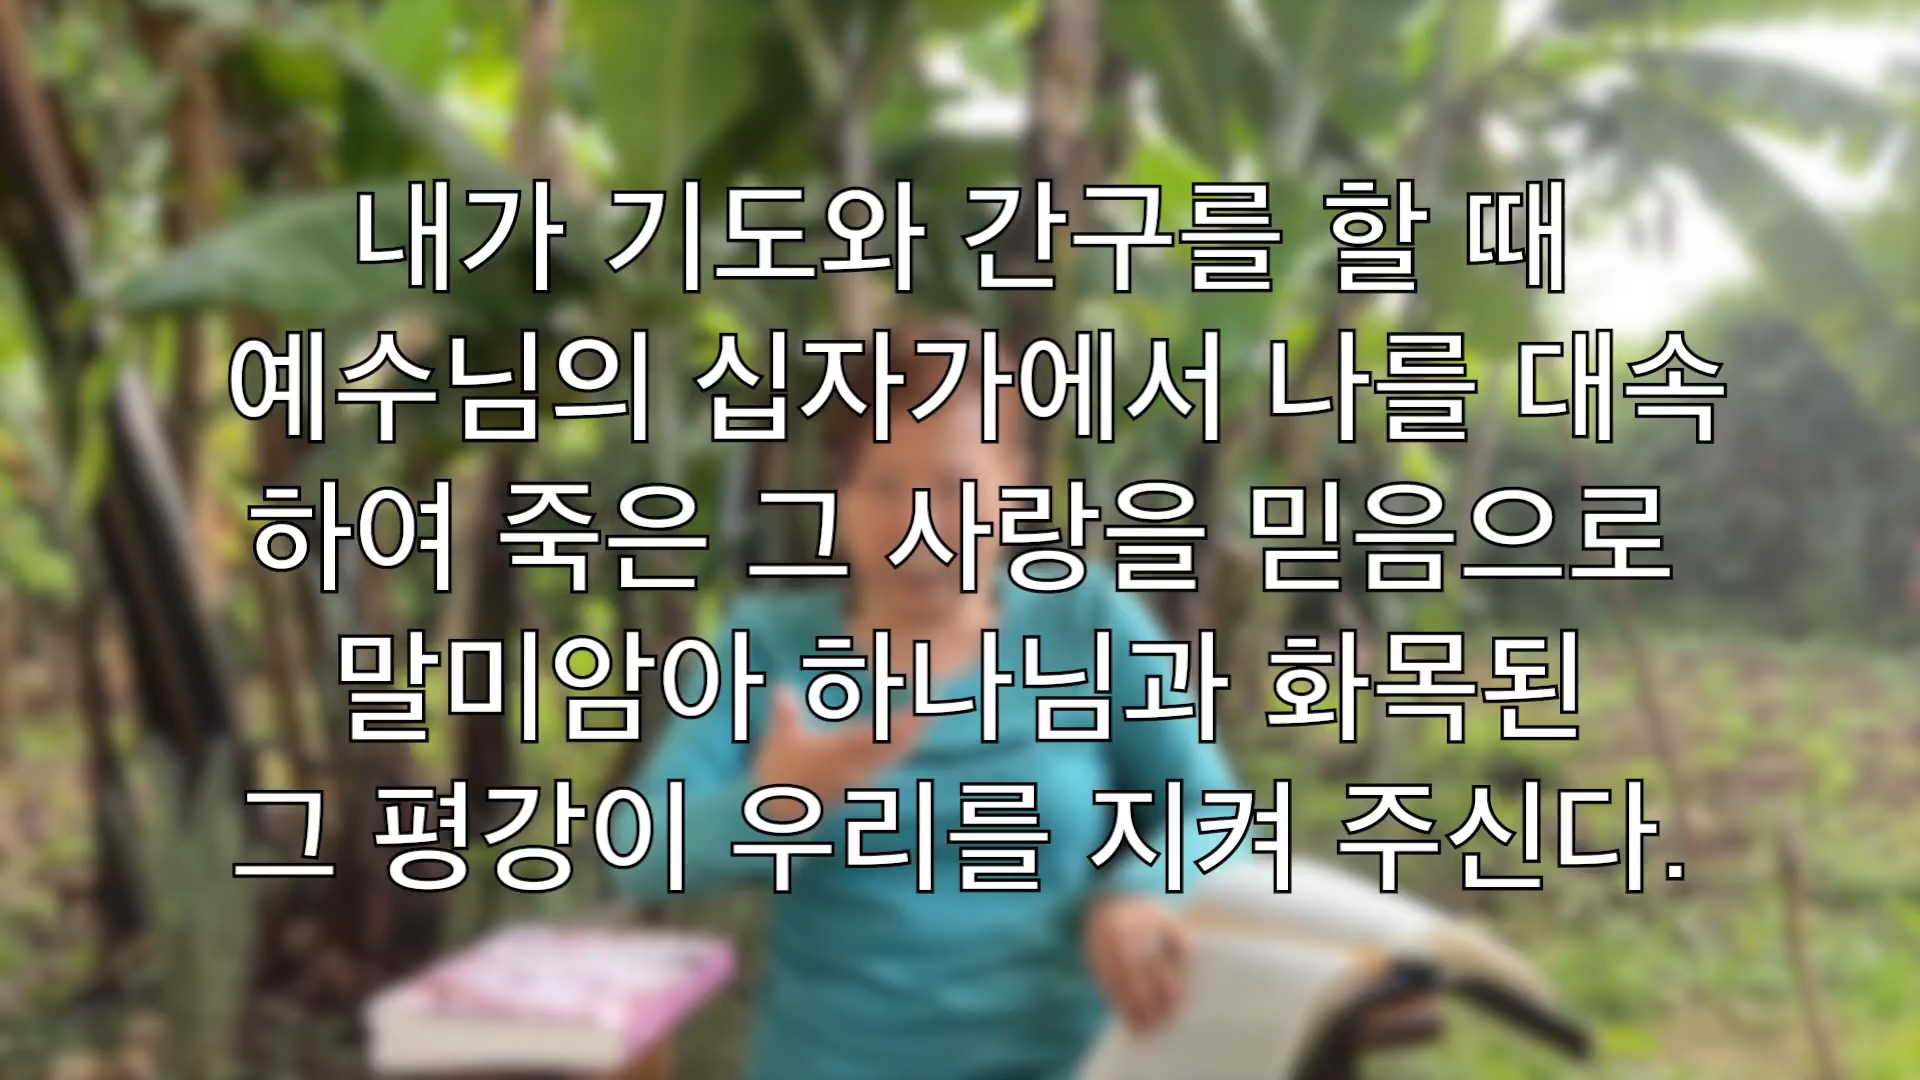 내가 기도와 간구를 할 때
예수님의 십자가에서 나를 대속
하여 죽은 그 사랑을 믿음으로
말미암아 하나님과 화목된
그 평강이 우리를 지켜 주신다.